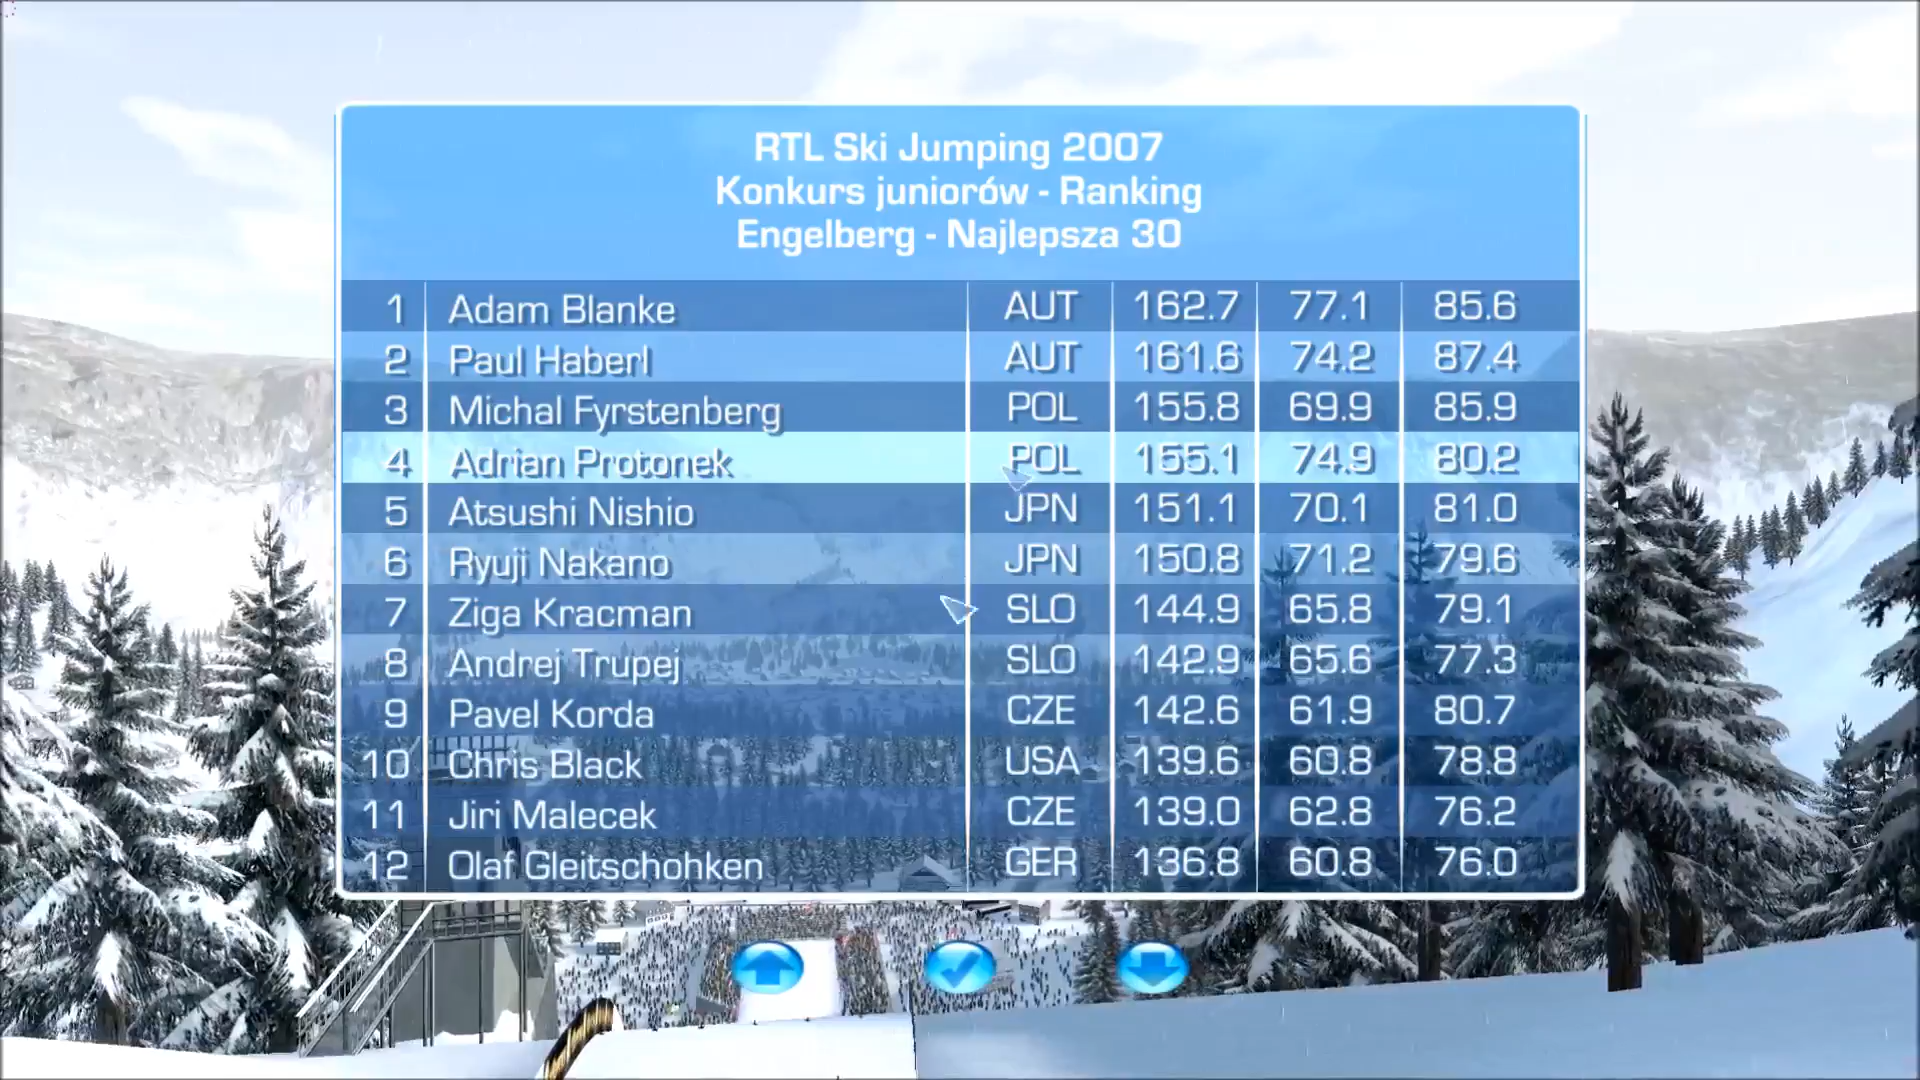 RTL Ski Jumping 2007
Konkurs juniorów - Ranking
Engelberg - Najlepsza 30
1 Adam Blanke AUT 162.7 77.1 85.6
2 Paul Haberl AUT 161.6 74.2 87.4
3 Michal Fyrstenberg POL 155.8 69.9 85.9
4 Adrian Protonek POL 155.1 74.9 80.2
5 Atsushi Nishio JPN 151.1 70.1 81.0
6 Ryuji Nakano JPN 150.8 71.2 79.6
7 Ziga Kracman SLO 144.9 65.8 79.1
8 Andrej Trupej SLO 142.9 65.6 77.3
9 Pavel Korda CZE 142.6 61.9 80.7
10 Chris Black USA 139.6 60.8 78.8
11 Jiri Malecek CZE 139.0 62.8 76.2
12 Olaf Gleitschohken GER 136.8 60.8 76.0